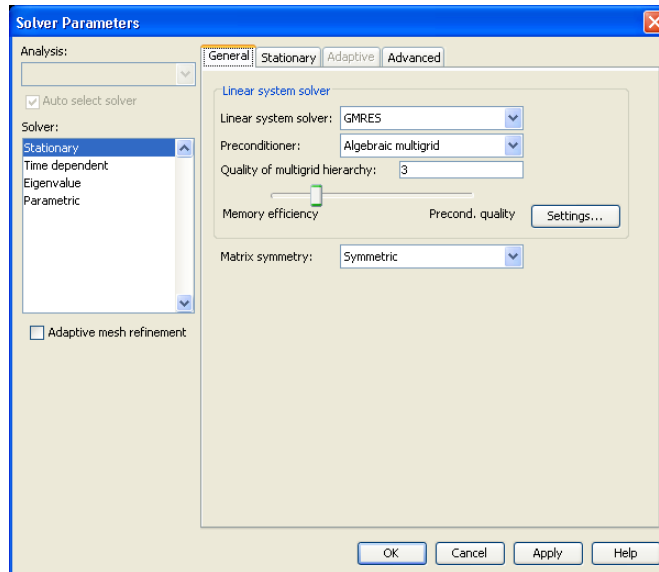 Solver Parameters
Analysis:
Auto select solver
Solver:
Stationary
Time dependent
Eigenvalue
Parametric
Adaptive mesh refinement
General Stationary Adaptive Advanced
Linear system solver
Linear system solver: GMRES
Preconditioner: Algebraic multigrid
Quality of multigrid hierarchy: 3
Memory efficiency Precond. quality Settings...
Matrix symmetry: Symmetric
OK Cancel Apply Help